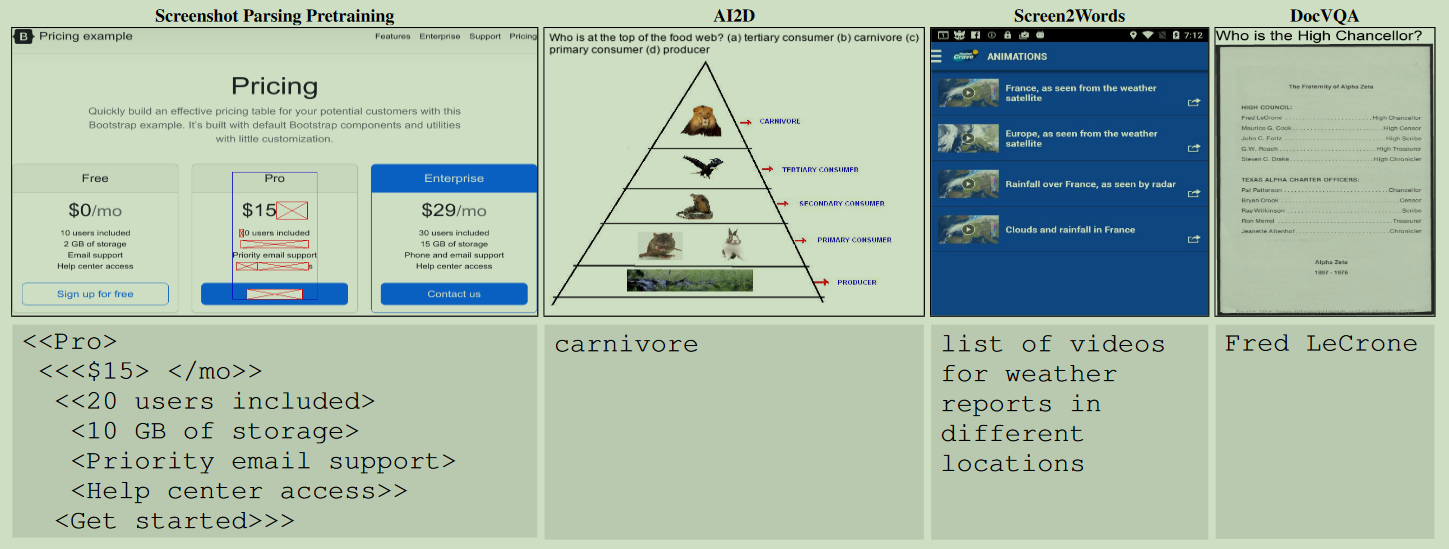 Screenshot Parsing Pretraining
B Pricing example
Features Enterprise Support Pricing
Pricing
Quickly build an effective pricing table for your potential customers with this
Bootstrap example. It's built with default Bootstrap components and utilities
with little customization.
Free
$0/mo
10 users included
2 GB of storage
Email support
Help center access
Sign up for free
Pro
$15
0 users included
Priority email support
s
Enterprise
$29/mo
30 users included
15 GB of storage
Phone and email support
Help center access
Contact us
<<Pro>
<<<$15> </mo>>
<<20 users included>
<10 GB of storage>
<Priority email support>
<Help center access>>
<Get started>>>
AI2D
Who is at the top of the food web? (a) tertiary consumer (b) carnivore (c)
primary consumer (d) producer
CARNIVORE
TERTIARY CONSUMER
SECONDARY CONSUMER
PRIMARY CONSUMER
PRODUCER
carnivore
Screen2Words
7:12
ANIMATIONS
France, as seen from the weather
satellite
Europe, as seen from the weather
satellite
Rainfall over France, as seen by radar
Clouds and rainfall in France
list of videos
for weather
reports in
different
locations
DocVQA
Who is the High Chancellor?
The Fraternity of Alpha Zeta
HIGH COUNCIL:
Fred LeCrone High Chancellor
Maurice G. Cook High Censor
John C. Foltz High Scribe
G.W. Roach High Treasurer
Steven C. Drake High Chronicler
TEXAS ALPHA CHARTER OFFICERS:
Pat Patterson Chancellor
Bryan Crook Censor
Rae Wilkinson Scribe
Ron Merrel Treasurer
Jeanette Altenhof Chronicler
Alpha Zeta
1897 - 1976
Fred LeCrone